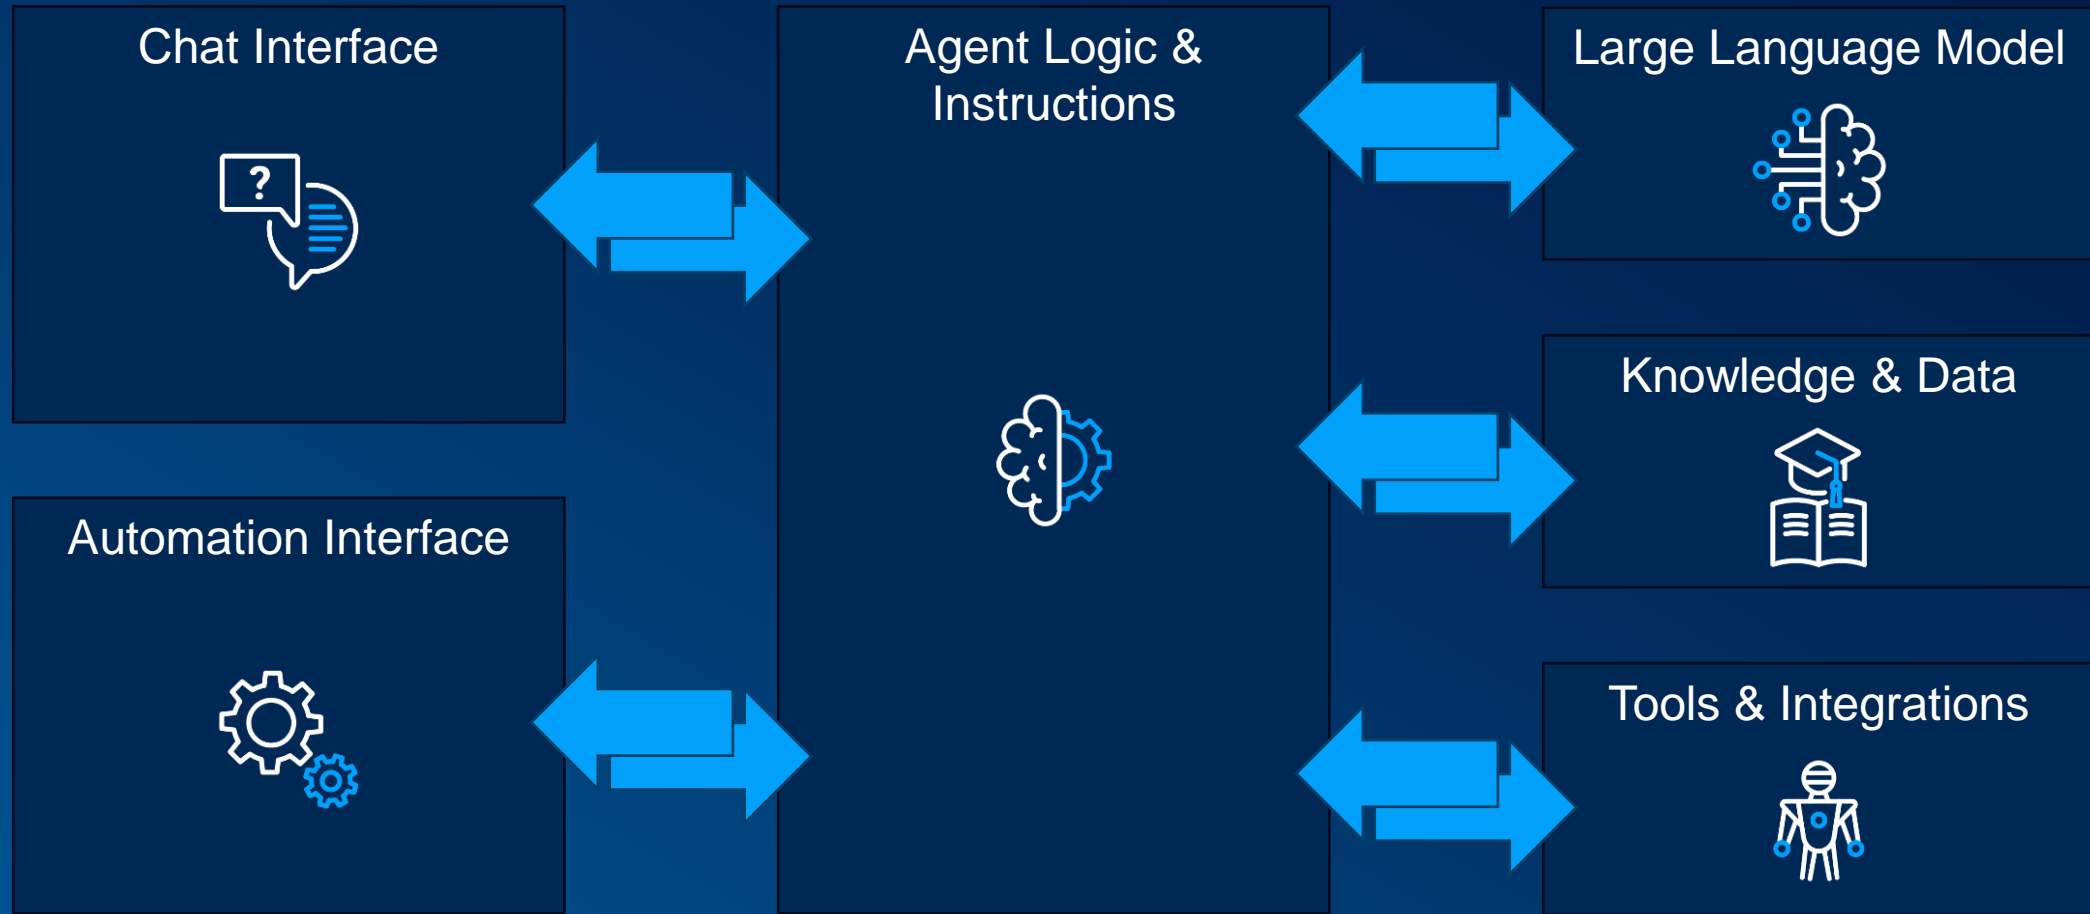 Chat Interface
?
Automation Interface
Agent Logic &
Instructions
Large Language Model
Knowledge & Data
Tools & Integrations